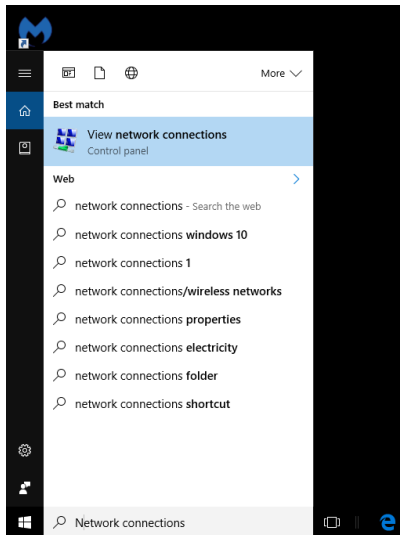 More
Best match
View network connections
Control panel
Web
network connections - Search the web
network connections windows 10
network connections 1
network connections/wireless networks
network connections properties
network connections electricity
network connections folder
network connections shortcut
Network connections